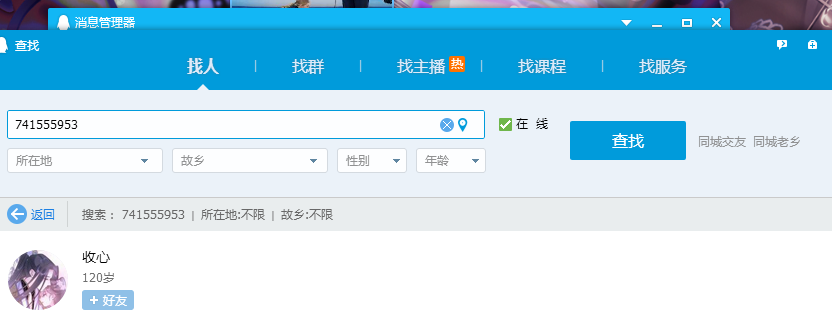 消息管理器
查找
找人 | 找群 | 找主播 热 | 找课程 | 找服务
741555953 在 线 查找 同城交友 同城老乡
所在地 故乡 性别 年龄
返回 搜索： 741555953 | 所在地:不限 | 故乡:不限
收心
120岁
+ 好友